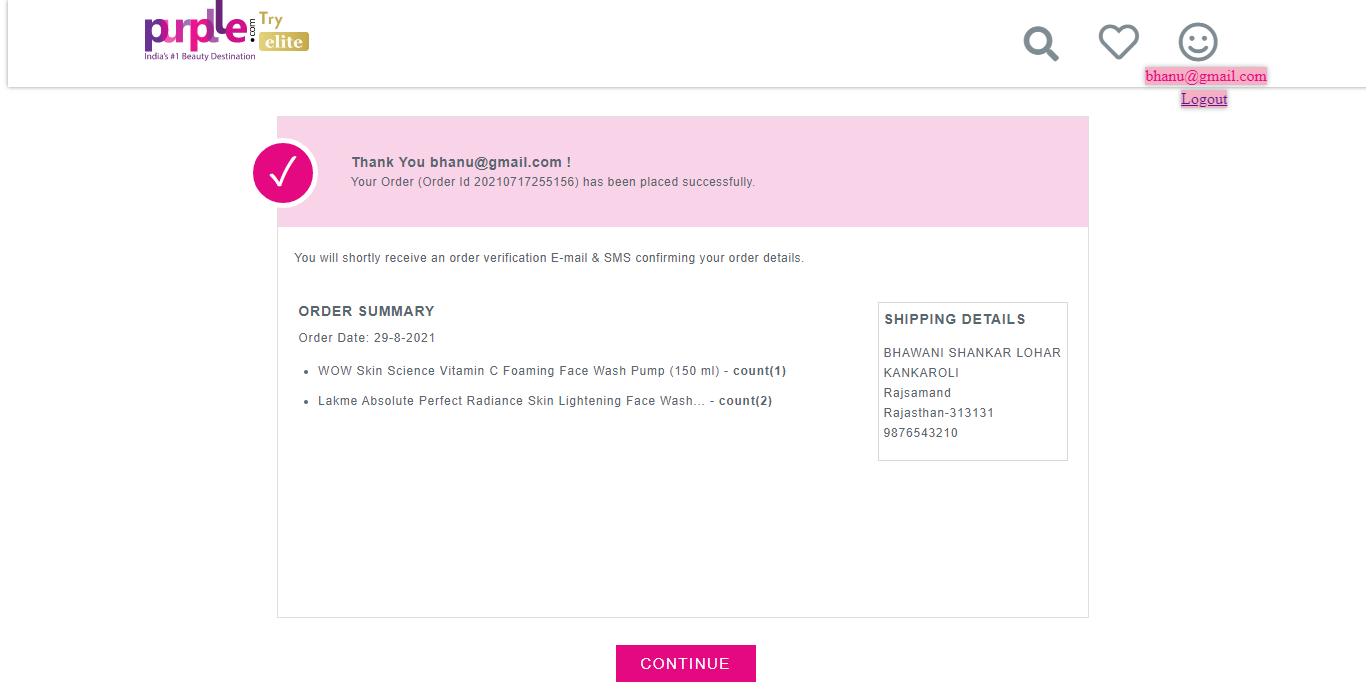 purplle.com Try
elite
India's #1 Beauty Destination
bhanu@gmail.com
Logout
Thank You bhanu@gmail.com !
Your Order (Order Id 20210717255156) has been placed successfully.
You will shortly receive an order verification E-mail & SMS confirming your order details.
ORDER SUMMARY
Order Date: 29-8-2021
WOW Skin Science Vitamin C Foaming Face Wash Pump (150 ml) - count(1)
Lakme Absolute Perfect Radiance Skin Lightening Face Wash... - count(2)
SHIPPING DETAILS
BHAWANI SHANKAR LOHAR
KANKAROLI
Rajsamand
Rajasthan-313131
9876543210
CONTINUE